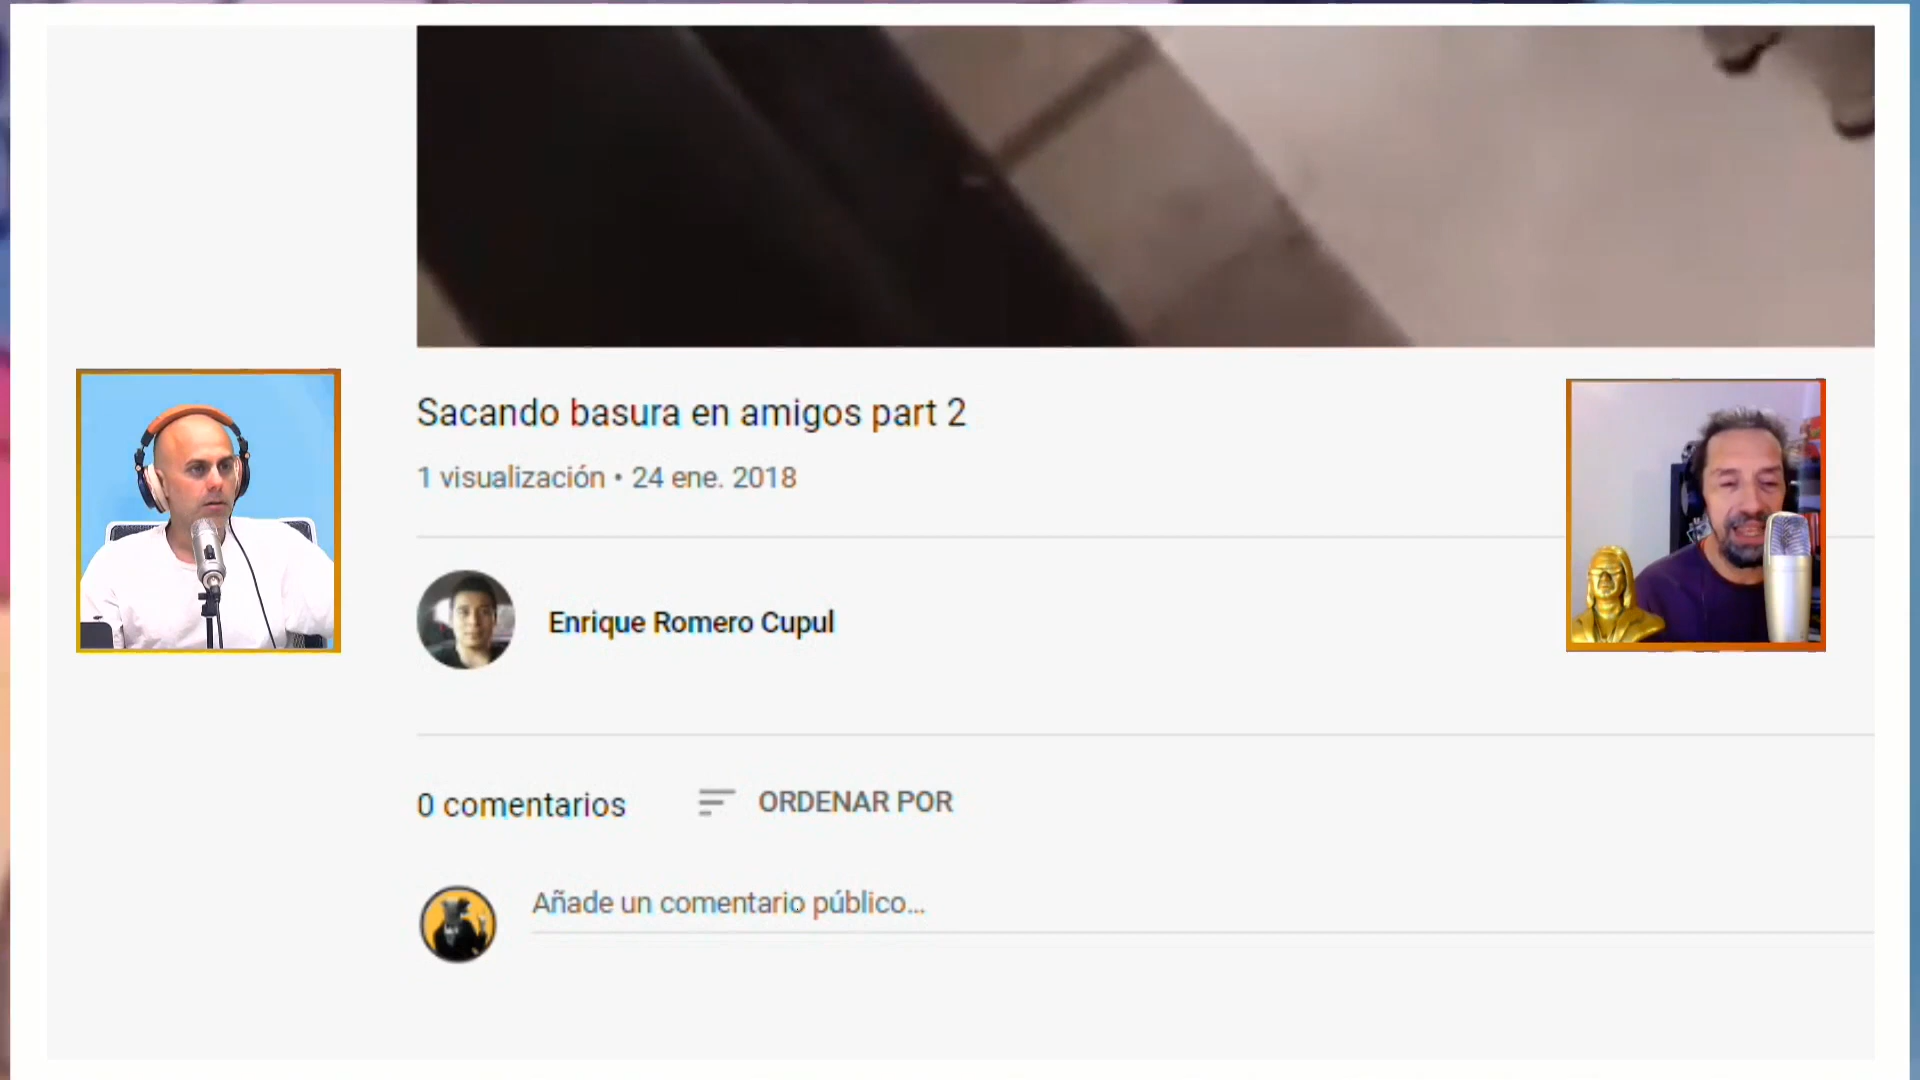 Sacando basura en amigos part 2
1 visualización • 24 ene. 2018
Enrique Romero Cupul
0 comentarios
ORDENAR POR
Añade un comentario público...